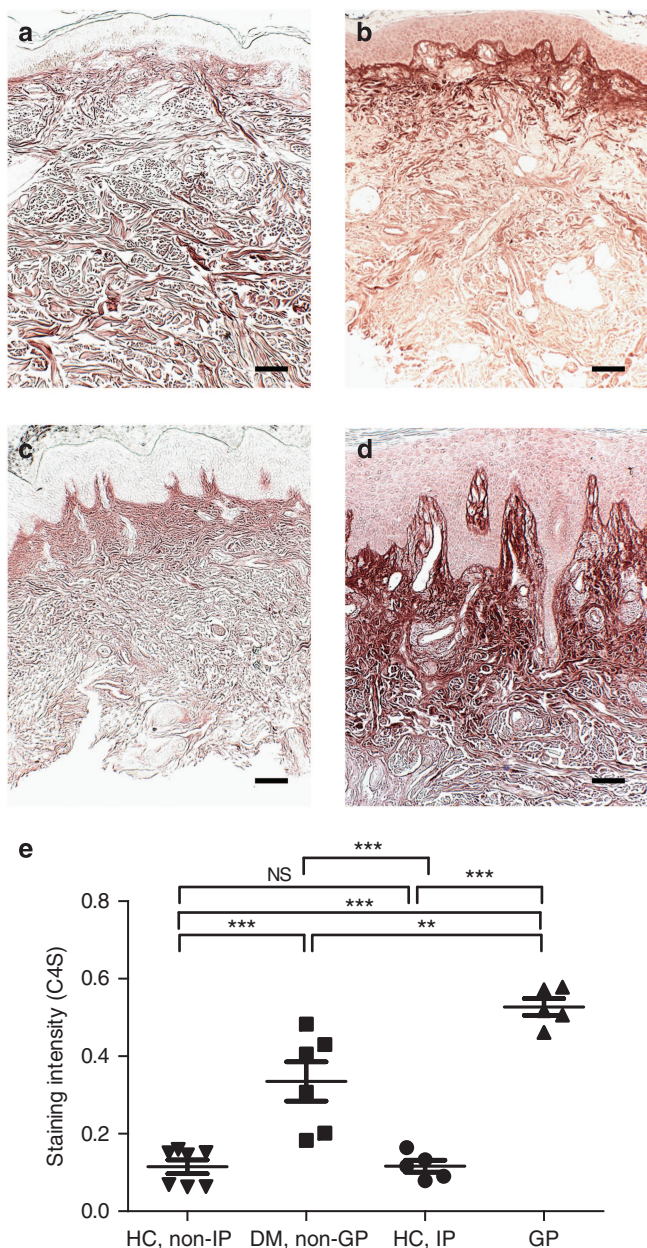 a
b
c
d
e
***
NS
***
***
***
**
0.8
0.6
0.4
0.2
0.0
Staining intensity (C4S)
HC, non-IP
DM, non-GP
HC, IP
GP